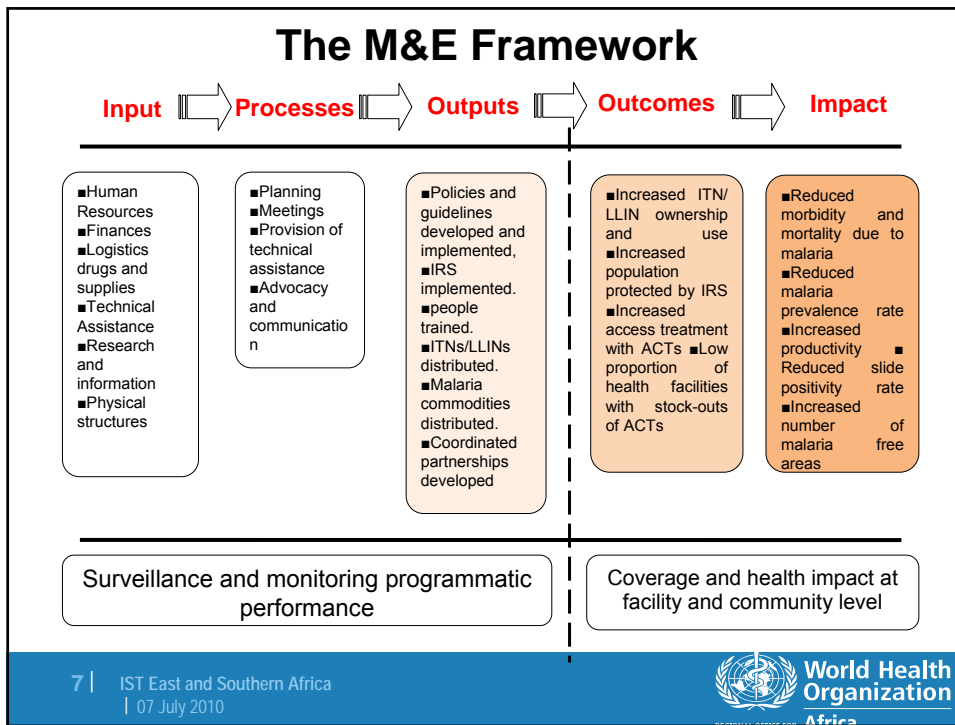 The M&E Framework
Input
Processes
Outputs
Outcomes
Impact
■Human
Resources
■Finances
■Logistics
drugs and
supplies
■Technical
Assistance
■Research
and
information
■Physical
structures
■Planning
■Meetings
■Provision of
technical
assistance
■Advocacy
and
communicatio
n
■Policies and
guidelines
developed and
implemented,
■IRS
implemented.
■people
trained.
■ITNs/LLINs
distributed.
■Malaria
commodities
distributed.
■Coordinated
partnerships
developed
■Increased ITN/
LLIN ownership
and use
■Increased
population
protected by IRS
■Increased
access treatment
with ACTs ■Low
proportion of
health facilities
with stock-outs
of ACTs
■Reduced
morbidity and
mortality due to
malaria
■Reduced
malaria
prevalence rate
■Increased
productivity ■
Reduced slide
positivity rate
■Increased
number of
malaria free
areas
Surveillance and monitoring programmatic
performance
Coverage and health impact at
facility and community level
7 | IST East and Southern Africa
| 07 July 2010
World Health
Organization
REGIONAL OFFICE FOR Africa